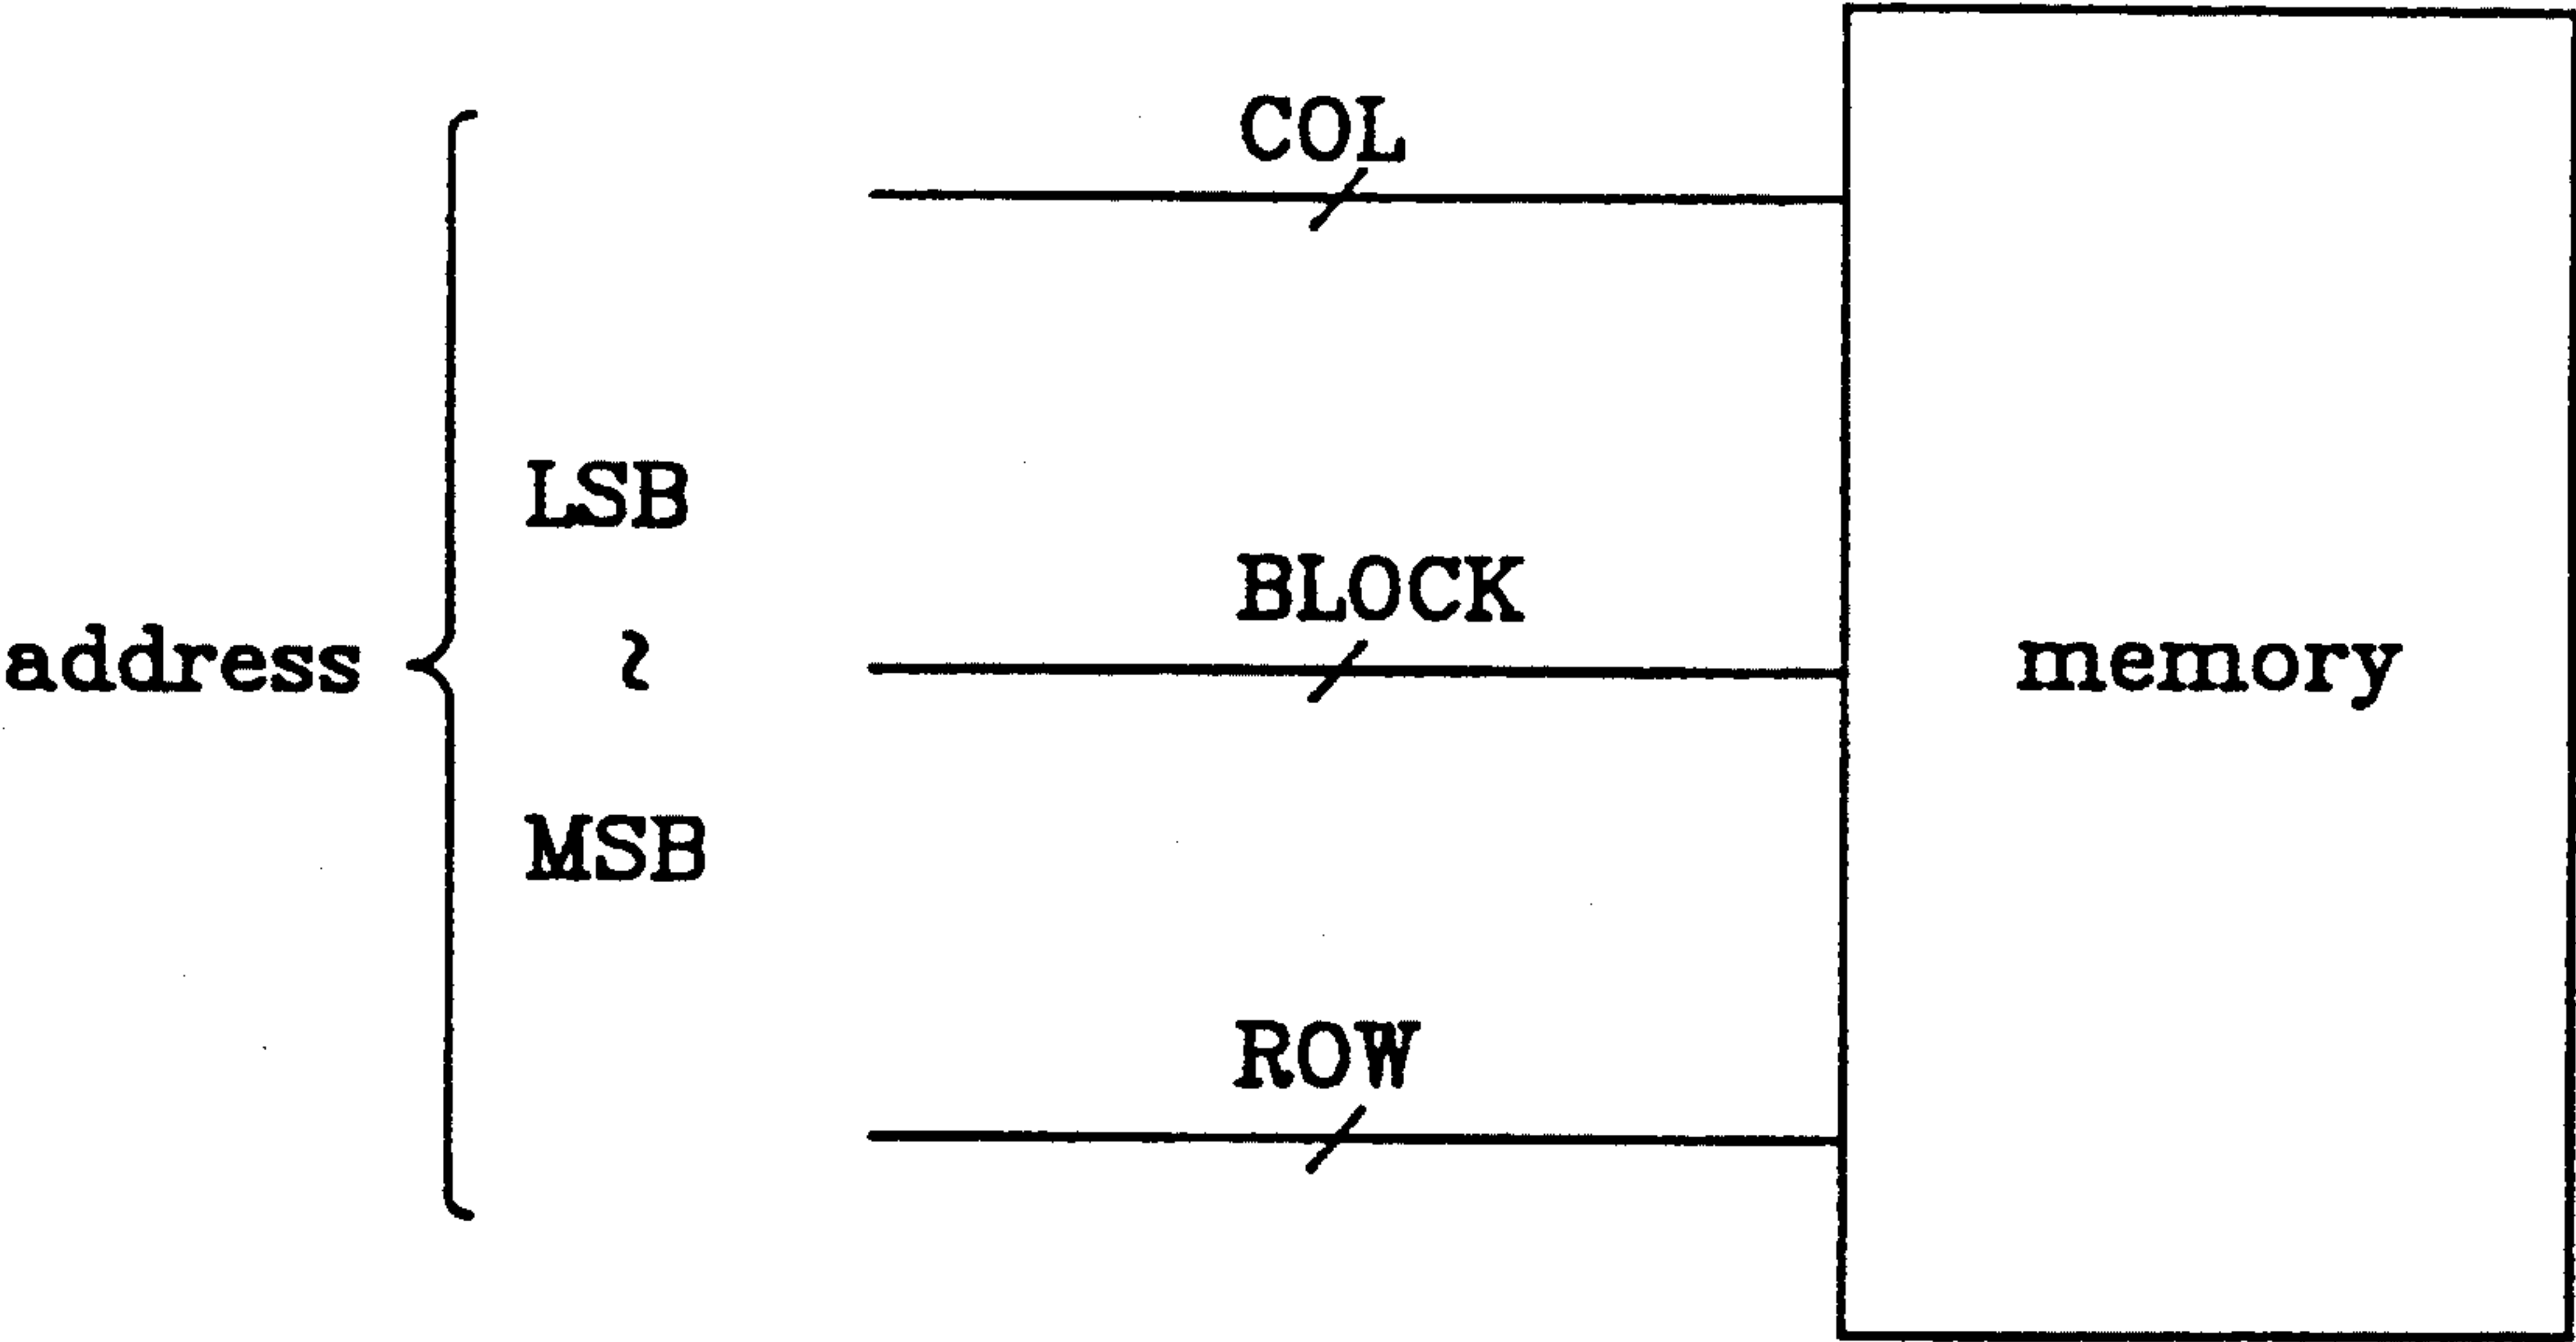 COL
LSB
BLOCK
address ~ memory
MSB
ROW